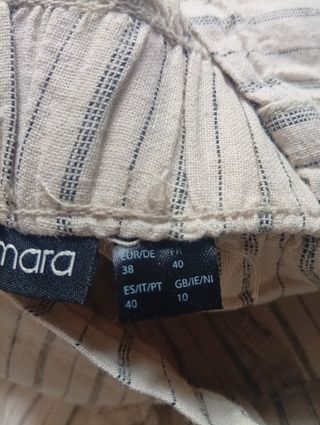 mara
EUR/DE FR
38 40
ES/IT/PT GB/IE/NI
40 10